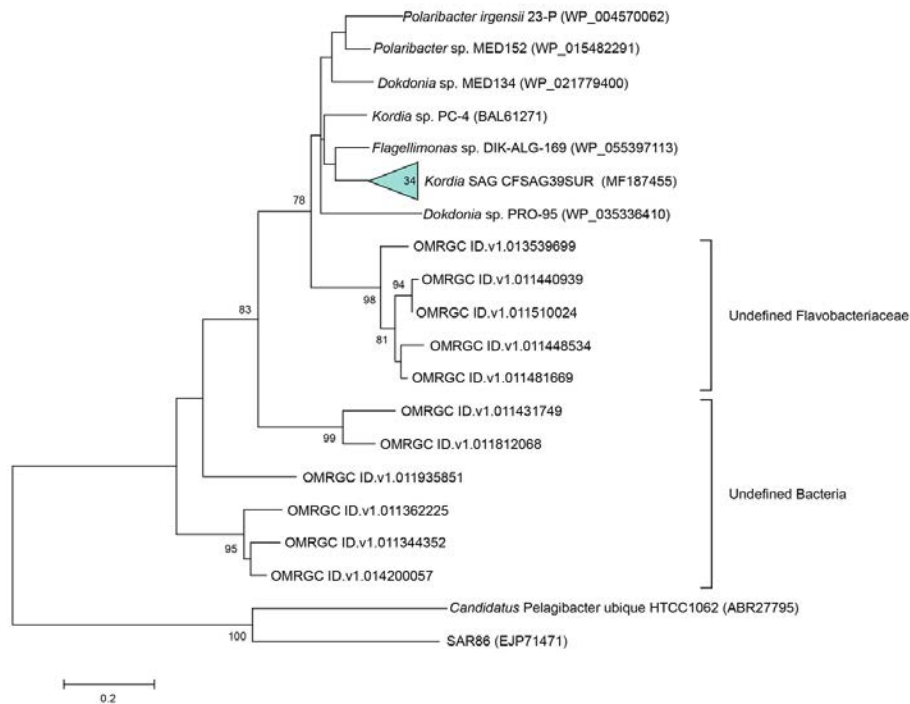 Polaribacter irgensii 23-P (WP_004570062)
Polaribacter sp. MED152 (WP_015482291)
Dokdonia sp. MED134 (WP_021779400)
Kordia sp. PC-4 (BAL61271)
Flagellimonas sp. DIK-ALG-169 (WP_055397113)
34 Kordia SAG CFSAG39SUR (MF187455)
78
Dokdonia sp. PRO-95 (WP_035336410)
OMRGC ID.v1.013539699
94 OMRGC ID.v1.011440939
98
OMRGC ID.v1.011510024
Undefined Flavobacteriaceae
83
81
OMRGC ID.v1.011448534
OMRGC ID.v1.011481669
OMRGC ID.v1.011431749
99
OMRGC ID.v1.011812068
OMRGC ID.v1.011935851
Undefined Bacteria
OMRGC ID.v1.011362225
95
OMRGC ID.v1.011344352
OMRGC ID.v1.014200057
Candidatus Pelagibacter ubique HTCC1062 (ABR27795)
100
SAR86 (EJP71471)
0.2